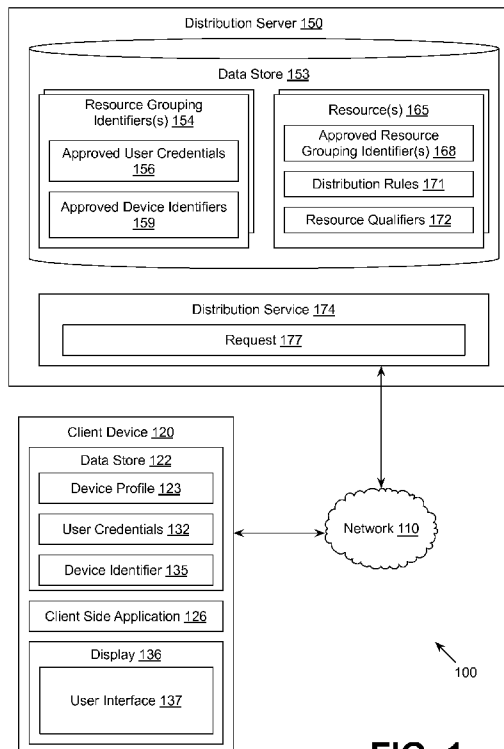 Distribution Server 150
Data Store 153
Resource Grouping
Identifiers(s) 154
Approved User Credentials
156
Approved Device Identifiers
159
Resource(s) 165
Approved Resource
Grouping Identifier(s) 168
Distribution Rules 171
Resource Qualifiers 172
Distribution Service 174
Request 177
Client Device 120
Data Store 122
Device Profile 123
User Credentials 132
Device Identifier 135
Client Side Application 126
Display 136
User Interface 137
Network 110
100
FIG. 1